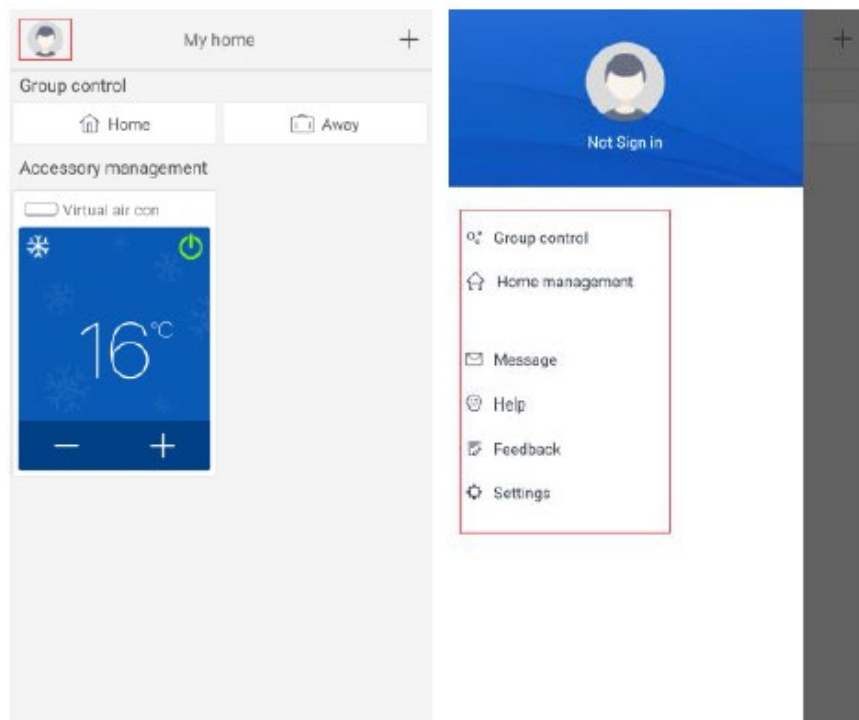 My home
Group control
Home
Away
Accessory management
Virtual air con
16°C
Not Sign in
Group control
Home management
Message
Help
Feedback
Settings